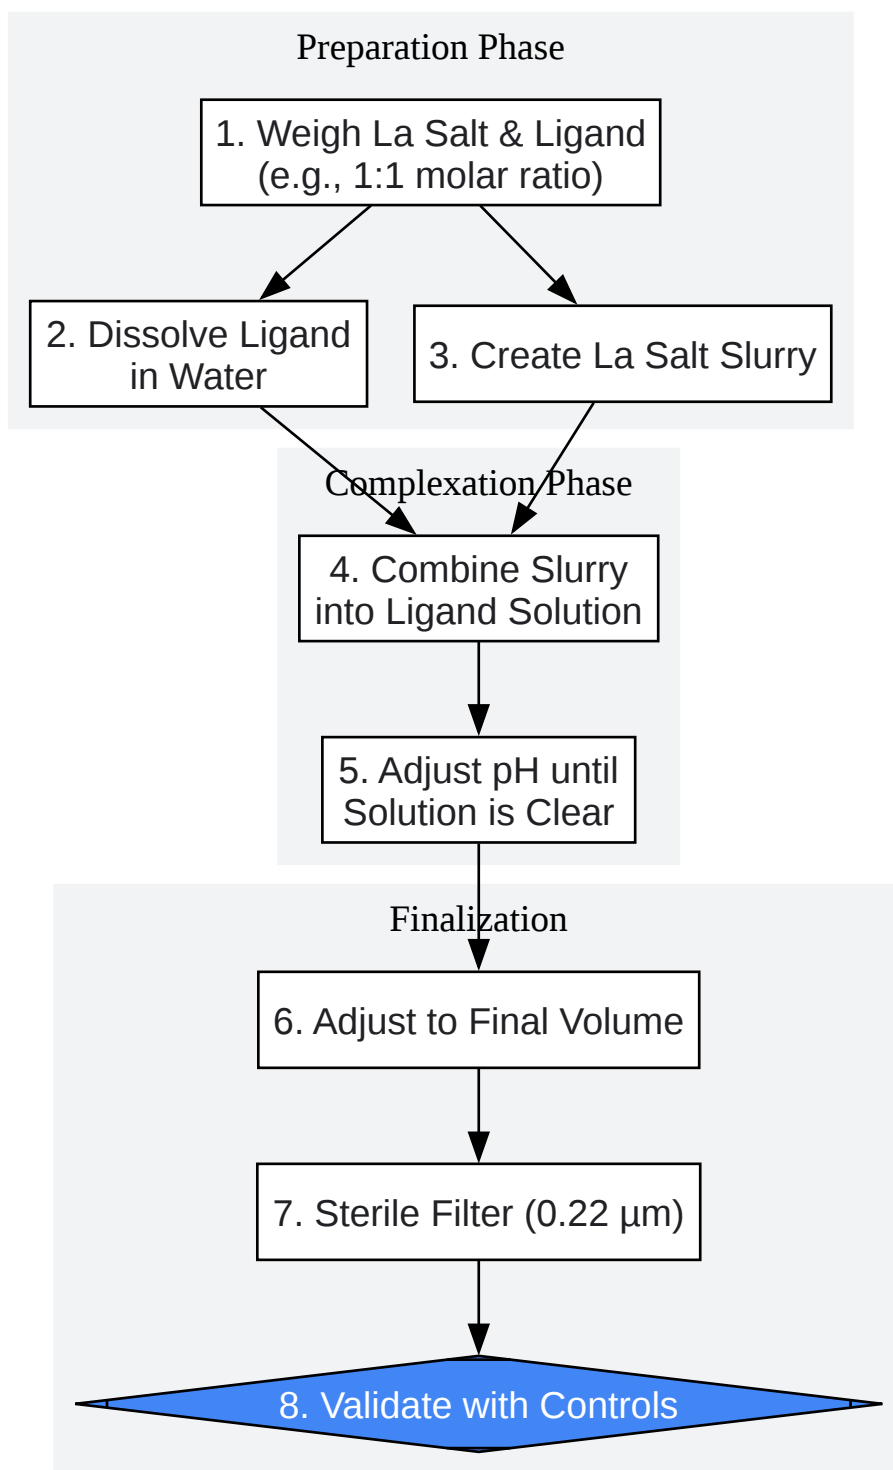 Preparation Phase
1. Weigh La Salt & Ligand
(e.g., 1:1 molar ratio)
2. Dissolve Ligand
in Water
3. Create La Salt Slurry
Complexation Phase
4. Combine Slurry
into Ligand Solution
5. Adjust pH until
Solution is Clear
Finalization
6. Adjust to Final Volume
7. Sterile Filter (0.22 µm)
8. Validate with Controls